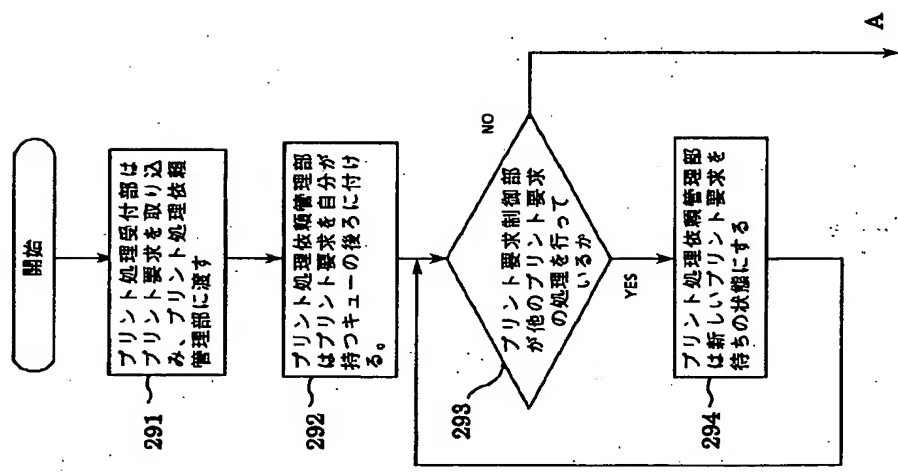 開始
プリント処理受付部は
プリント要求を取り込
み、プリント処理依頼
管理部に渡す
291
プリント処理依頼管理部
はプリント要求を自分が
持つキューの後ろに付け
る。
292
プリント要求制御部
が他のプリント要求
の処理を行って
いるか
293
NO
A
YES
プリント処理依頼管理部
は新しいプリント要求を
待ちの状態にする
294